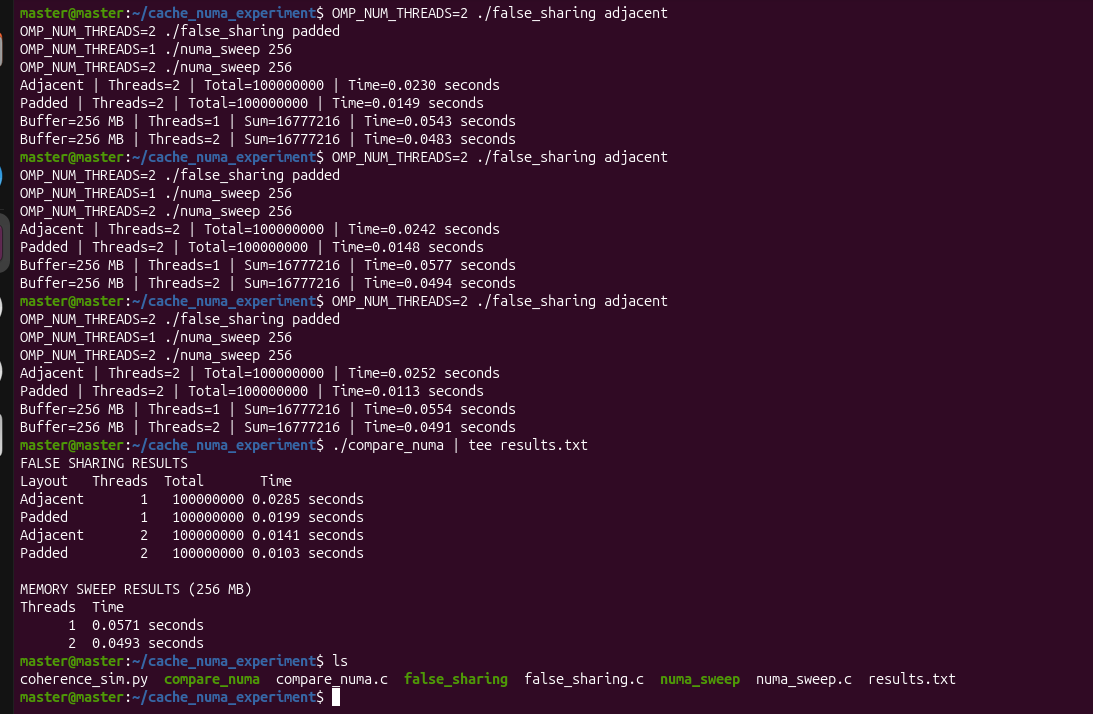 master@master:~/cache_numa_experiment$ OMP_NUM_THREADS=2 ./false_sharing adjacent
OMP_NUM_THREADS=2 ./false_sharing padded
OMP_NUM_THREADS=1 ./numa_sweep 256
OMP_NUM_THREADS=2 ./numa_sweep 256
Adjacent | Threads=2 | Total=100000000 | Time=0.0230 seconds
Padded | Threads=2 | Total=100000000 | Time=0.0149 seconds
Buffer=256 MB | Threads=1 | Sum=16777216 | Time=0.0543 seconds
Buffer=256 MB | Threads=2 | Sum=16777216 | Time=0.0483 seconds
master@master:~/cache_numa_experiment$ OMP_NUM_THREADS=2 ./false_sharing adjacent
OMP_NUM_THREADS=2 ./false_sharing padded
OMP_NUM_THREADS=1 ./numa_sweep 256
OMP_NUM_THREADS=2 ./numa_sweep 256
Adjacent | Threads=2 | Total=100000000 | Time=0.0242 seconds
Padded | Threads=2 | Total=100000000 | Time=0.0148 seconds
Buffer=256 MB | Threads=1 | Sum=16777216 | Time=0.0577 seconds
Buffer=256 MB | Threads=2 | Sum=16777216 | Time=0.0494 seconds
master@master:~/cache_numa_experiment$ OMP_NUM_THREADS=2 ./false_sharing adjacent
OMP_NUM_THREADS=2 ./false_sharing padded
OMP_NUM_THREADS=1 ./numa_sweep 256
OMP_NUM_THREADS=2 ./numa_sweep 256
Adjacent | Threads=2 | Total=100000000 | Time=0.0252 seconds
Padded | Threads=2 | Total=100000000 | Time=0.0113 seconds
Buffer=256 MB | Threads=1 | Sum=16777216 | Time=0.0554 seconds
Buffer=256 MB | Threads=2 | Sum=16777216 | Time=0.0491 seconds
master@master:~/cache_numa_experiment$ ./compare_numa | tee results.txt
FALSE SHARING RESULTS
Layout   Threads  Total       Time
Adjacent       1   100000000 0.0285 seconds
Padded         1   100000000 0.0199 seconds
Adjacent       2   100000000 0.0141 seconds
Padded         2   100000000 0.0103 seconds

MEMORY SWEEP RESULTS (256 MB)
Threads  Time
      1  0.0571 seconds
      2  0.0493 seconds
master@master:~/cache_numa_experiment$ ls
coherence_sim.py  compare_numa  compare_numa.c  false_sharing  false_sharing.c  numa_sweep  numa_sweep.c  results.txt
master@master:~/cache_numa_experiment$